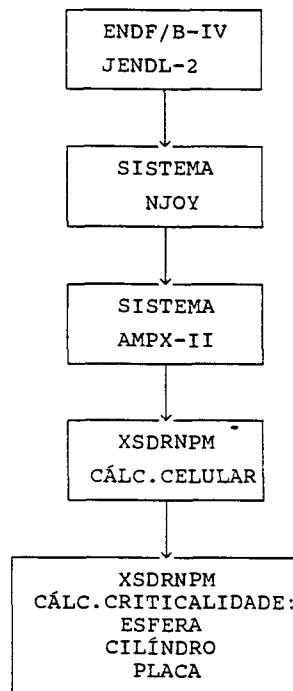 ENDF/B-IV
JENDL-2
SISTEMA
NJOY
SISTEMA
AMPX-II
XSDRNPM
CÁLC.CELULAR
XSDRNPM
CÁLC.CRITICALIDADE:
ESFERA
CILÍNDRO
PLACA